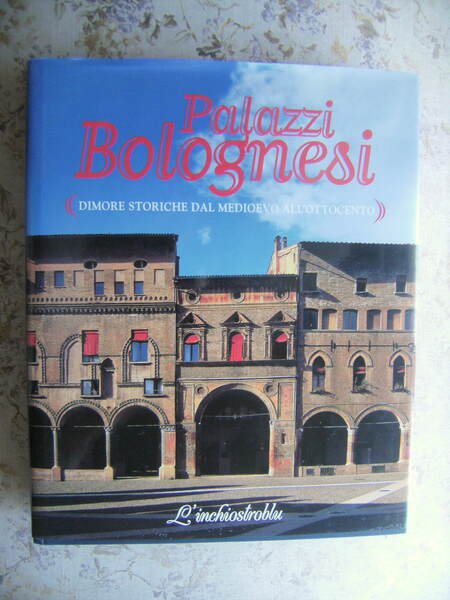 Palazzi
Bolognesi
(( DIMORE STORICHE DAL MEDIOEVO ALL'OTTOCENTO ))
L'inchiostroblu